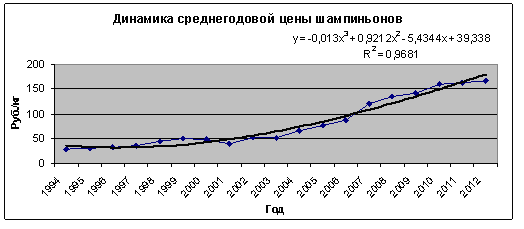 Динамика среднегодовой цены шампиньонов
y = -0,013x³ + 0,9212x² - 5,4344x + 39,338
R² = 0,9681
Руб./кг
200
150
100
50
0
1994 1995 1996 1997 1998 1999 2000 2001 2002 2003 2004 2005 2006 2007 2008 2009 2010 2011 2012
Год